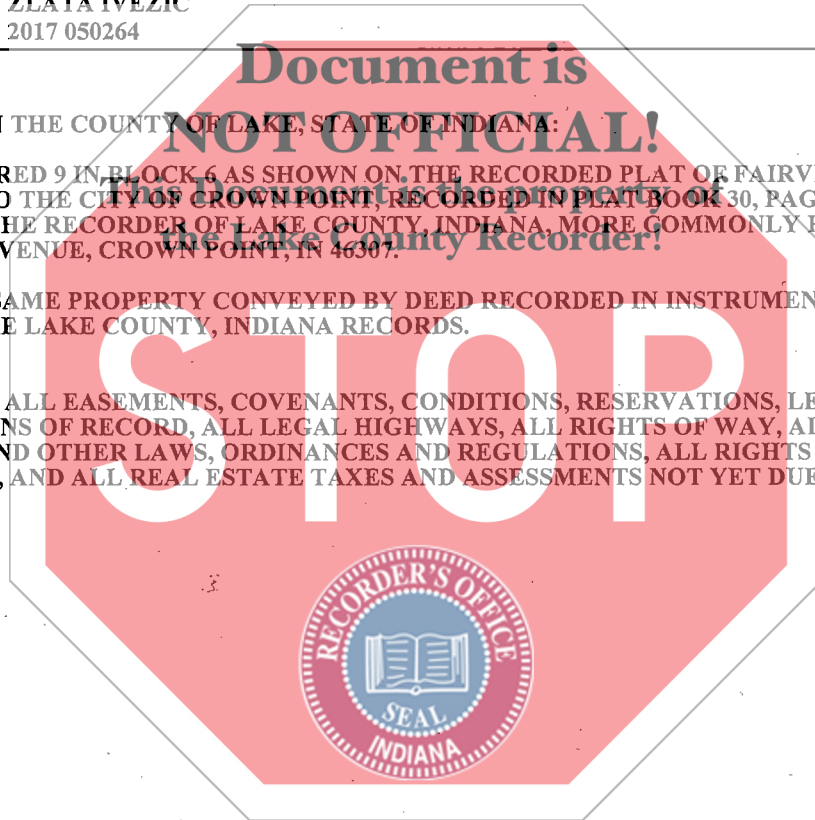 ZLATA IVEZIC
2017 050264
Document is
THE COUNTY OF LAKE, STATE OF INDIANA:
NOT OFFICIAL!
RED 9 IN BLOCK 6 AS SHOWN ON THE RECORDED PLAT OF FAIRV
This Document is the property of
O THE CITY OF CROWN POINT, RECORDED IN PLAT BOOK 30, PAG
HE RECORDER OF LAKE COUNTY, INDIANA, MORE COMMONLY
the Lake County Recorder!
VENUE, CROWN POINT, IN 46307.
SAME PROPERTY CONVEYED BY DEED RECORDED IN INSTRUMEN
E LAKE COUNTY, INDIANA RECORDS.
STOP
ALL EASEMENTS, COVENANTS, CONDITIONS, RESERVATIONS, LE
NS OF RECORD, ALL LEGAL HIGHWAYS, ALL RIGHTS OF WAY, AL
ND OTHER LAWS, ORDINANCES AND REGULATIONS, ALL RIGHTS
, AND ALL REAL ESTATE TAXES AND ASSESSMENTS NOT YET DUE
RECORDER'S OFFICE
SEAL
INDIANA